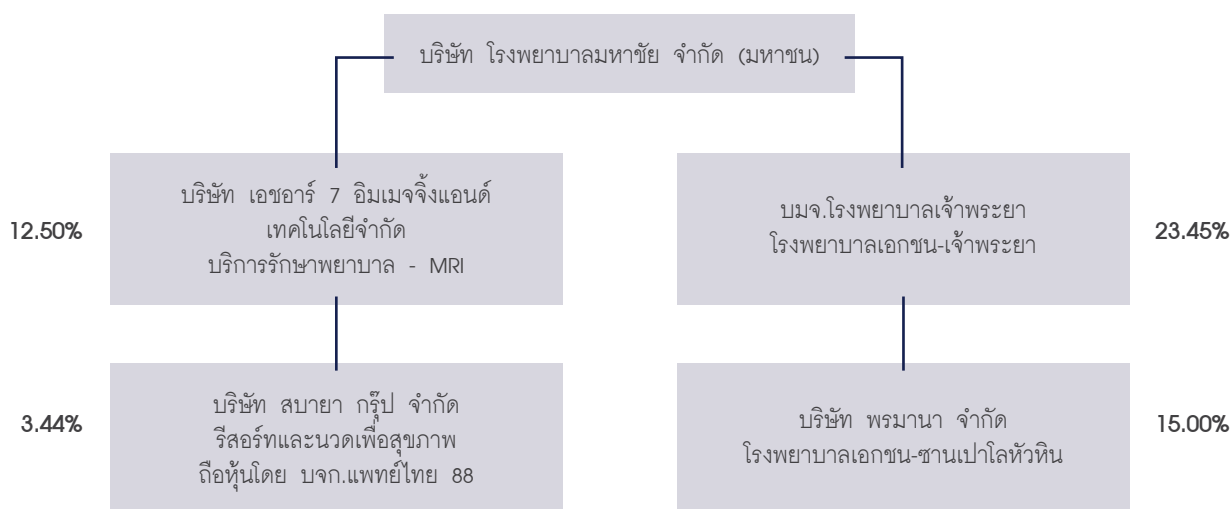 บริษัท โรงพยาบาลมหาชัย จำกัด (มหาชน)
12.50%
บริษัท เอชอาร์ 7 อิมเมจจิ้งแอนด์
เทคโนโลยีจำกัด
บริการรักษาพยาบาล - MRI
บมจ.โรงพยาบาลเจ้าพระยา
โรงพยาบาลเอกชน-เจ้าพระยา
23.45%
3.44%
บริษัท สบายา กรุ๊ป จำกัด
รีสอร์ทและนวดเพื่อสุขภาพ
ถือหุ้นโดย บจก.แพทย์ไทย 88
บริษัท พรมานา จำกัด
โรงพยาบาลเอกชน-ซานเปาโลหัวหิน
15.00%